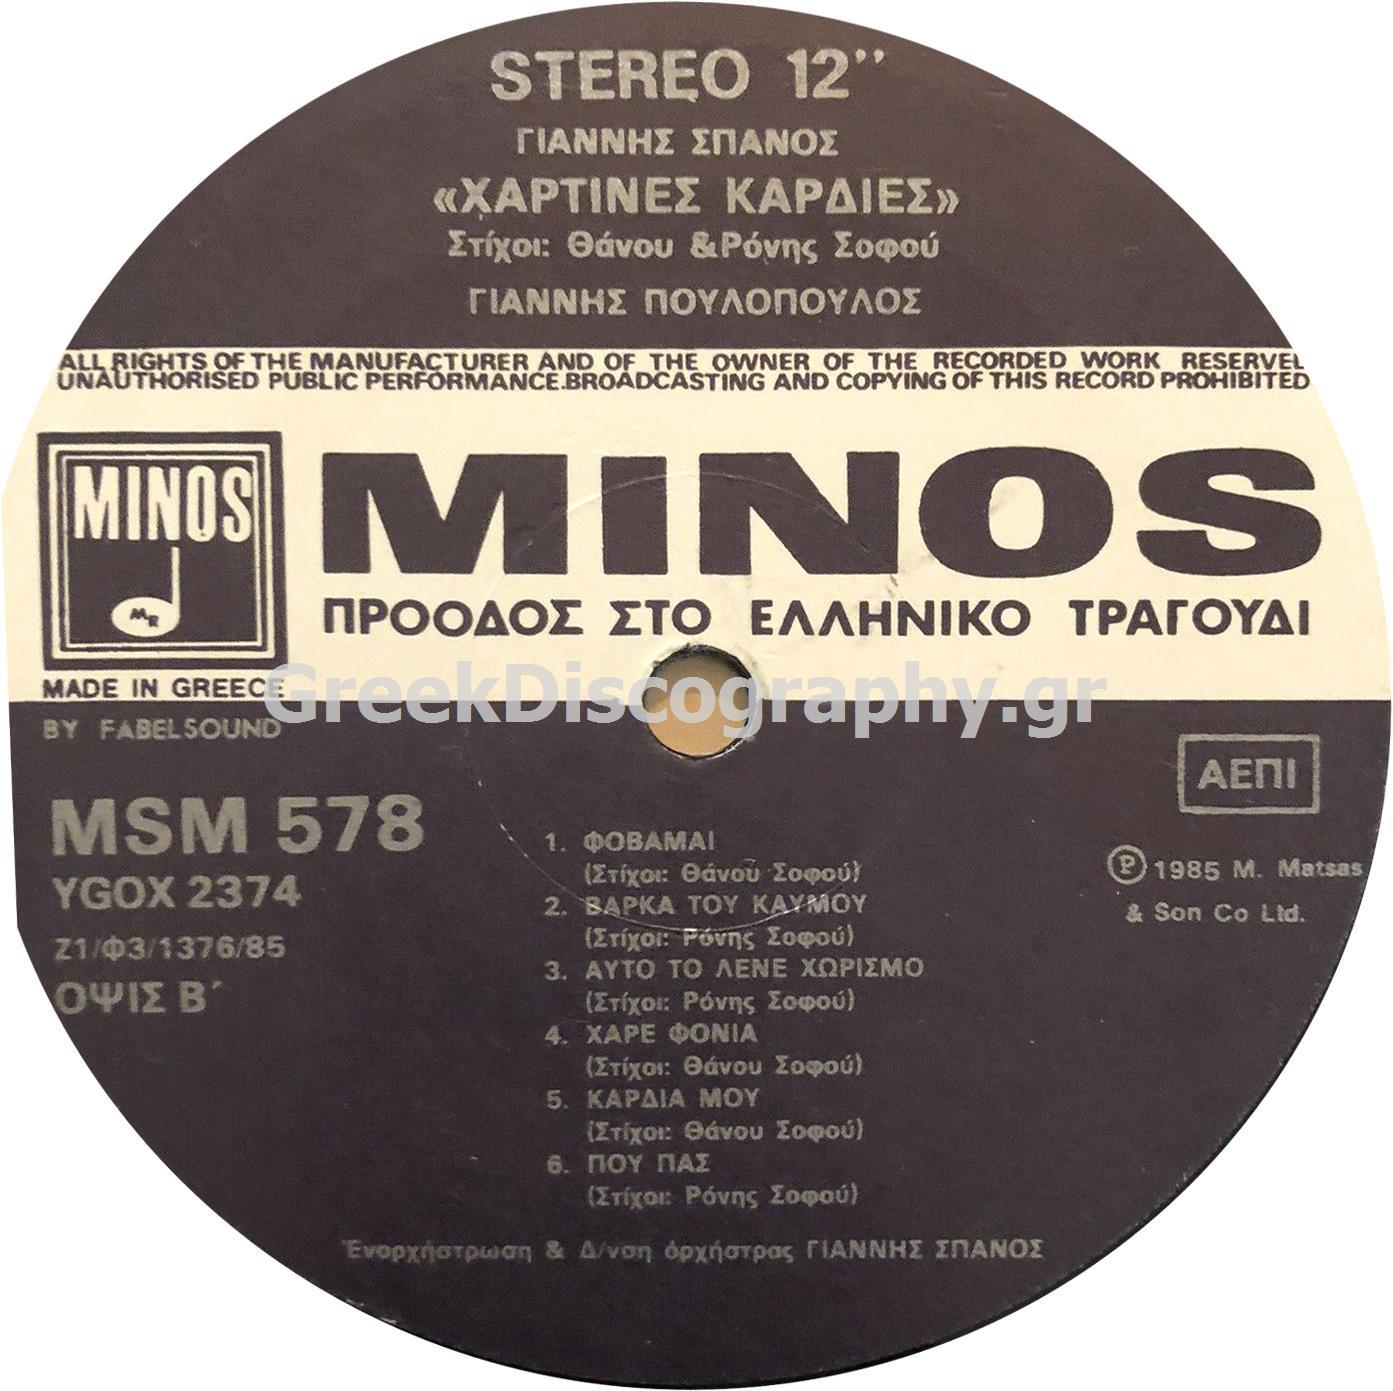 STEREO 12''
ΓΙΑΝΝΗΣ ΣΠΑΝΟΣ
«ΧΑΡΤΙΝΕΣ ΚΑΡΔΙΕΣ»
Στίχοι: Θάνου & Ρόνης Σοφού
ΓΙΑΝΝΗΣ ΠΟΥΛΟΠΟΥΛΟΣ
ALL RIGHTS OF THE MANUFACTURER AND OF THE OWNER OF THE RECORDED WORK RESERVED
UNAUTHORISED PUBLIC PERFORMANCE.BROADCASTING AND COPYING OF THIS RECORD PROHIBITED
MINOS
MR
MINOS
ΠΡΟΟΔΟΣ ΣΤΟ ΕΛΛΗΝΙΚΟ ΤΡΑΓΟΥΔΙ
MADE IN GREECE
GreekDiscography.gr
BY FABELSOUND
ΑΕΠΙ
MSM 578
YGOX 2374
Ζ1/Φ3/1376/85
ΟΨΙΣ Β΄
℗ 1985 M. Matsas
& Son Co Ltd.
1. ΦΟΒΑΜΑΙ
(Στίχοι: Θάνου Σοφού)
2. ΒΑΡΚΑ ΤΟΥ ΚΑΥΜΟΥ
(Στίχοι: Ρόνης Σοφού)
3. ΑΥΤΟ ΤΟ ΛΕΝΕ ΧΩΡΙΣΜΟ
(Στίχοι: Ρόνης Σοφού)
4. ΧΑΡΕ ΦΟΝΙΑ
(Στίχοι: Θάνου Σοφού)
5. ΚΑΡΔΙΑ ΜΟΥ
(Στίχοι: Θάνου Σοφού)
6. ΠΟΥ ΠΑΣ
(Στίχοι: Ρόνης Σοφού)
Ἐνορχήστρωση & Δ/νση ὀρχήστρας ΓΙΑΝΝΗΣ ΣΠΑΝΟΣ